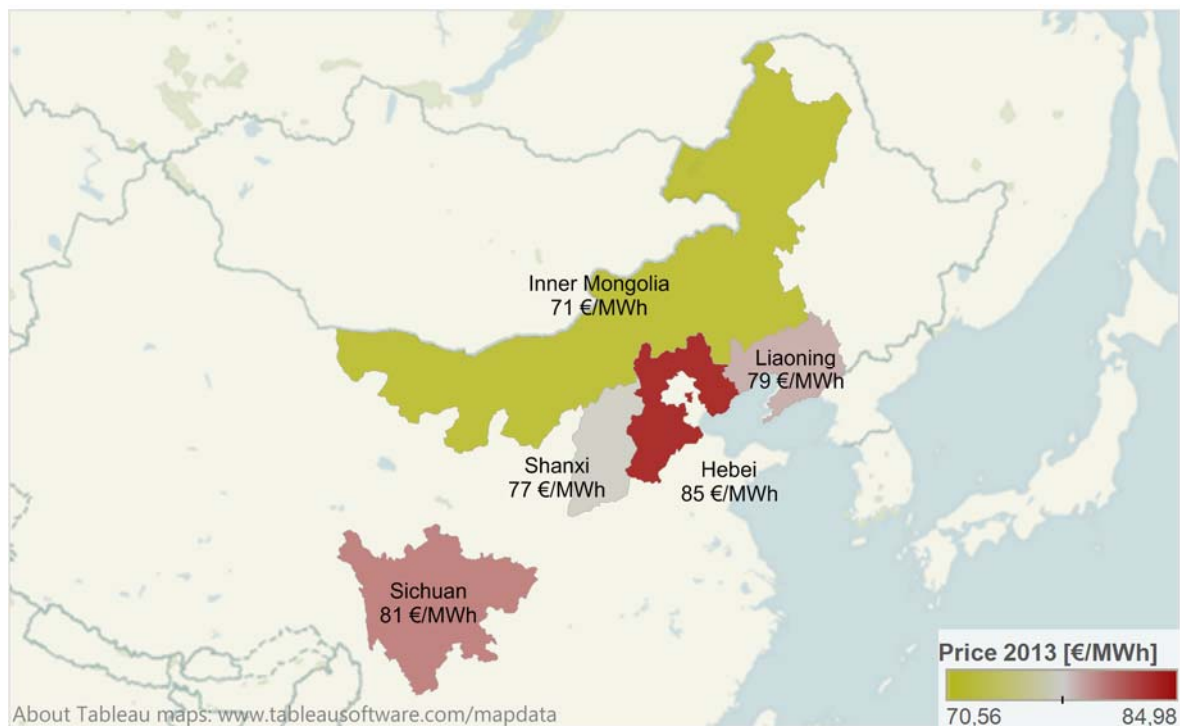 Inner Mongolia
71 €/MWh
Liaoning
79 €/MWh
Shanxi
77 €/MWh
Hebei
85 €/MWh
Sichuan
81 €/MWh
Price 2013 [€/MWh]
70,56 84,98
About Tableau maps: www.tableausoftware.com/mapdata